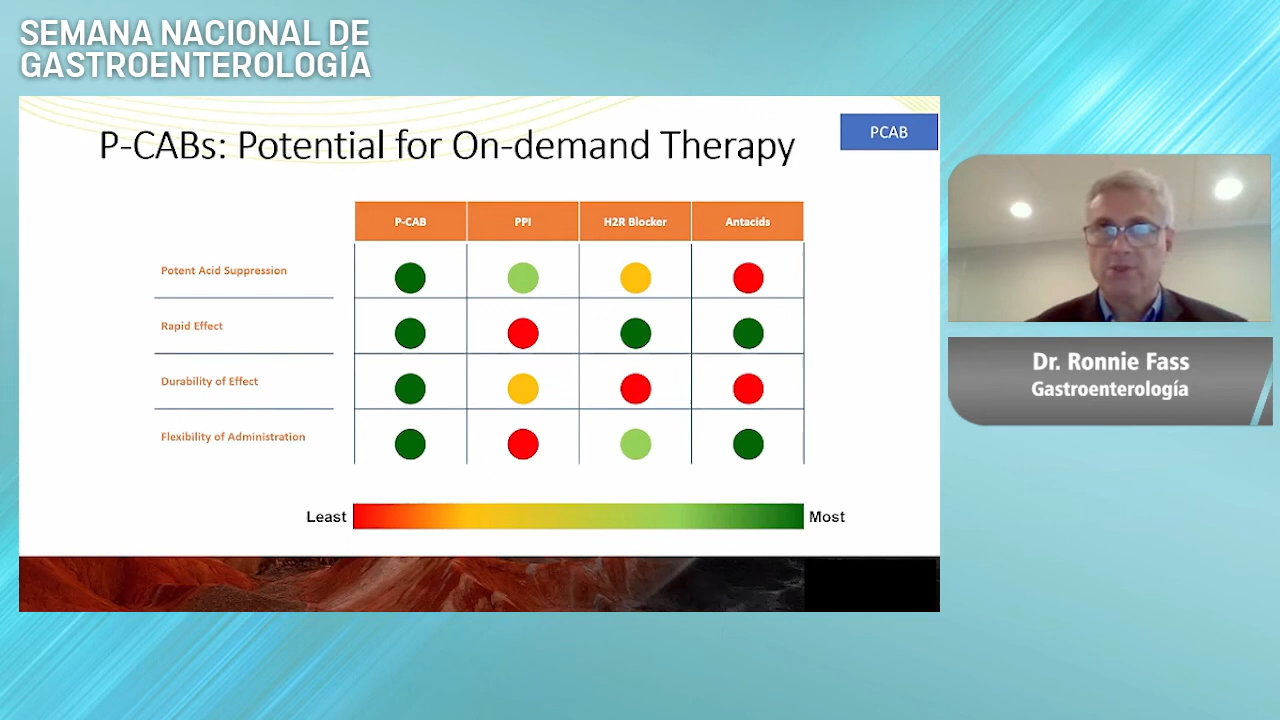 SEMANA NACIONAL DE
GASTROENTEROLOGÍA
P-CABs: Potential for On-demand Therapy
PCAB
P-CAB
PPI
H2R Blocker
Antacids
Potent Acid Suppression
Rapid Effect
Durability of Effect
Flexibility of Administration
Least
Most
Dr. Ronnie Fass
Gastroenterología